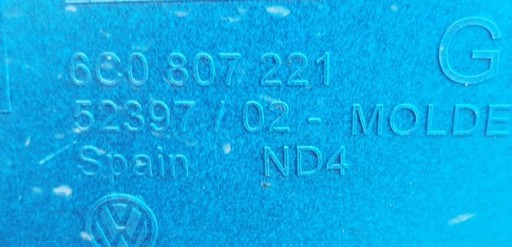 6C0 807 221 G
52397 / 02 - MOLDE
Spain ND4